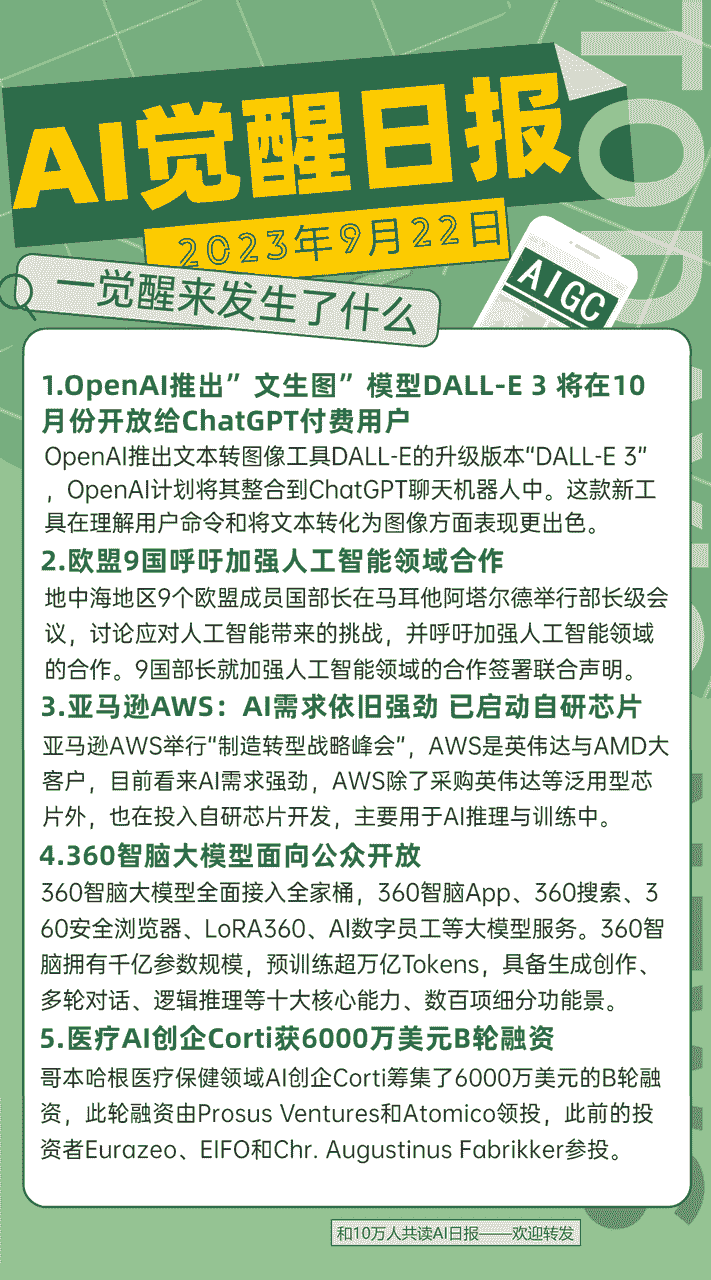 AI觉醒日报
2023年9月22日
一觉醒来发生了什么
AIGC
1.OpenAI推出”文生图”模型DALL-E 3 将在10
月份开放给ChatGPT付费用户
OpenAI推出文本转图像工具DALL-E的升级版本“DALL-E 3”
，OpenAI计划将其整合到ChatGPT聊天机器人中。这款新工
具在理解用户命令和将文本转化为图像方面表现更出色。
2.欧盟9国呼吁加强人工智能领域合作
地中海地区9个欧盟成员国部长在马耳他阿塔尔德举行部长级会
议，讨论应对人工智能带来的挑战，并呼吁加强人工智能领域
的合作。9国部长就加强人工智能领域的合作签署联合声明。
3.亚马逊AWS：AI需求依旧强劲 已启动自研芯片
亚马逊AWS举行“制造转型战略峰会”，AWS是英伟达与AMD大
客户，目前看来AI需求强劲，AWS除了采购英伟达等泛用型芯
片外，也在投入自研芯片开发，主要用于AI推理与训练中。
4.360智脑大模型面向公众开放
360智脑大模型全面接入全家桶，360智脑App、360搜索、3
60安全浏览器、LoRA360、AI数字员工等大模型服务。360智
脑拥有千亿参数规模，预训练超万亿Tokens，具备生成创作、
多轮对话、逻辑推理等十大核心能力、数百项细分功能景。
5.医疗AI创企Corti获6000万美元B轮融资
哥本哈根医疗保健领域AI创企Corti筹集了6000万美元的B轮融
资，此轮融资由Prosus Ventures和Atomico领投，此前的投
资者Eurazeo、EIFO和Chr. Augustinus Fabrikker参投。
和10万人共读AI日报——欢迎转发